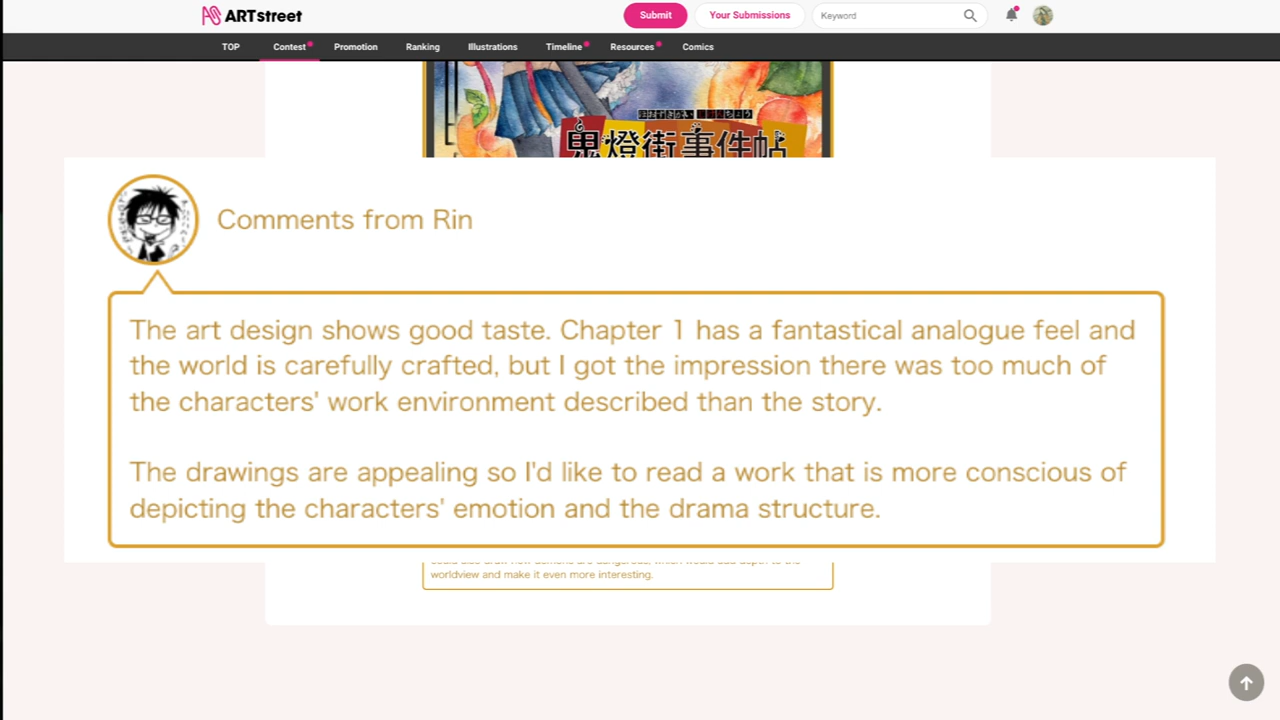 ARTstreet
Submit
Your Submissions
Keyword
TOP
Contest
Promotion
Ranking
Illustrations
Timeline
Resources
Comics
鬼燈街事件帖
Comments from Rin
The art design shows good taste. Chapter 1 has a fantastical analogue feel and
the world is carefully crafted, but I got the impression there was too much of
the characters' work environment described than the story.
The drawings are appealing so I'd like to read a work that is more conscious of
depicting the characters' emotion and the drama structure.
worldview and make it even more interesting.